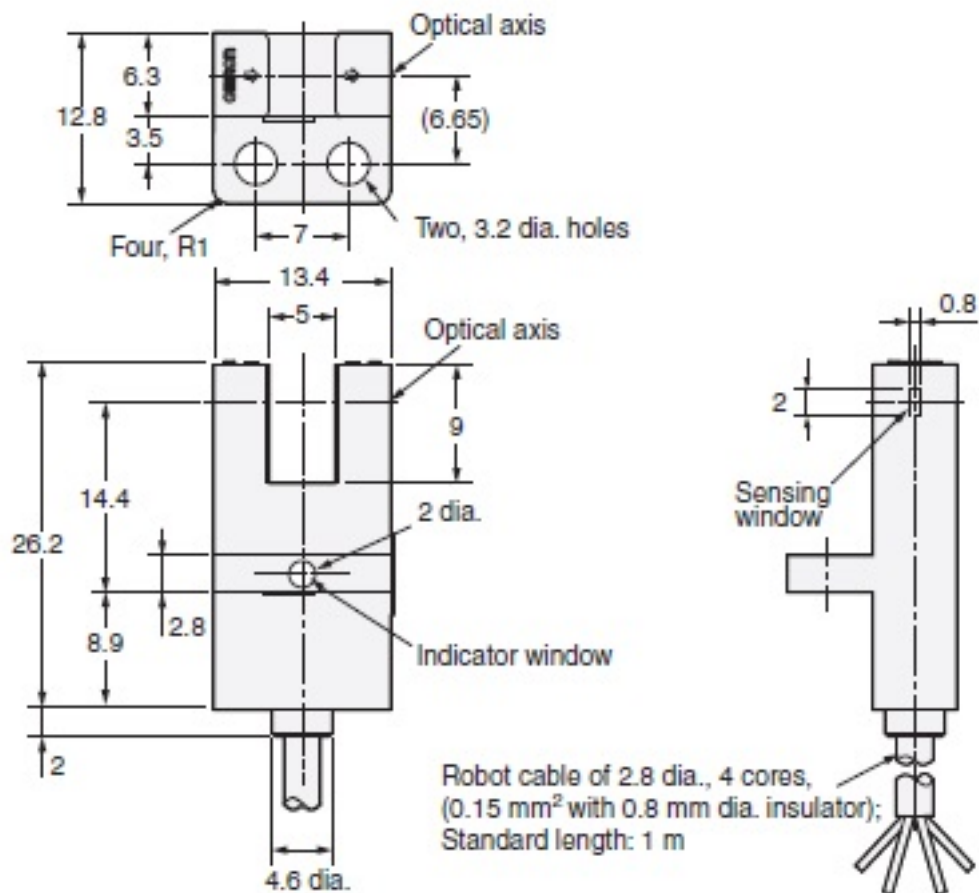 Optical axis
6.3
12.8
(6.65)
3.5
Four, R1
7
Two, 3.2 dia. holes
13.4
5
Optical axis
0.8
2
9
14.4
Sensing
window
2 dia.
26.2
2.8
8.9
Indicator window
2
Robot cable of 2.8 dia., 4 cores,
(0.15 mm² with 0.8 mm dia. insulator);
Standard length: 1 m
4.6 dia.